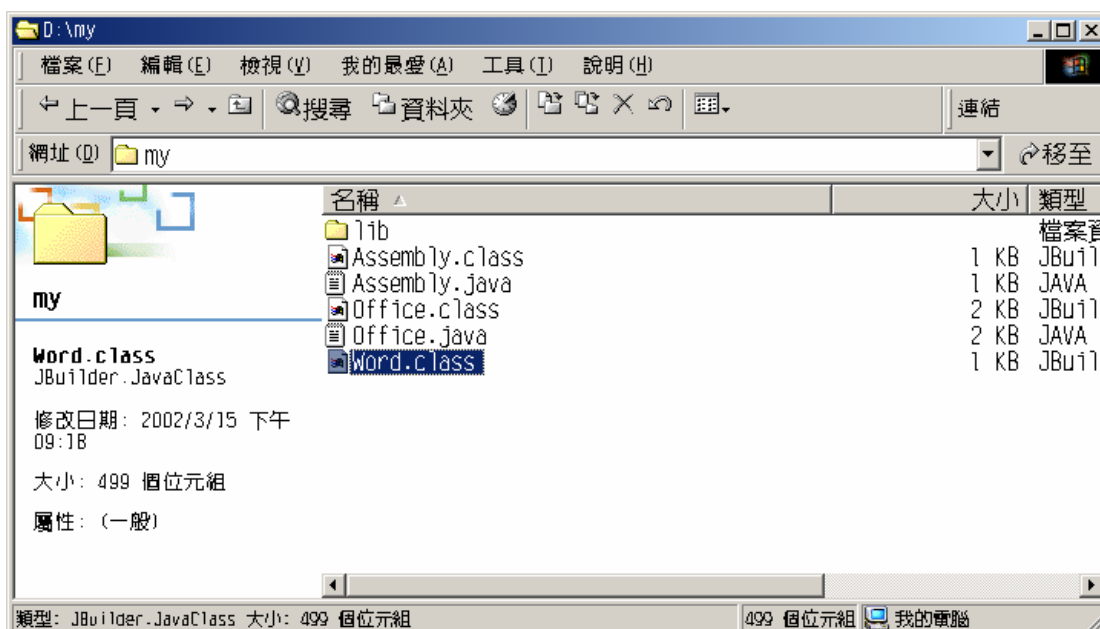 D:\my
檔案(F) 編輯(E) 檢視(V) 我的最愛(A) 工具(T) 說明(H)
上一頁 搜尋 資料夾 連結
網址(D) my 移至
名稱 大小 類型
lib 檔案資
Assembly.class 1 KB JBuil
Assembly.java 1 KB JAVA
Office.class 2 KB JBuil
Office.java 2 KB JAVA
Word.class 1 KB JBuil
my
Word.class
JBuilder.JavaClass
修改日期: 2002/3/15 下午
09:18
大小: 499 個位元組
屬性: (一般)
類型: JBuilder.JavaClass 大小: 499 個位元組 499 個位元組 我的電腦